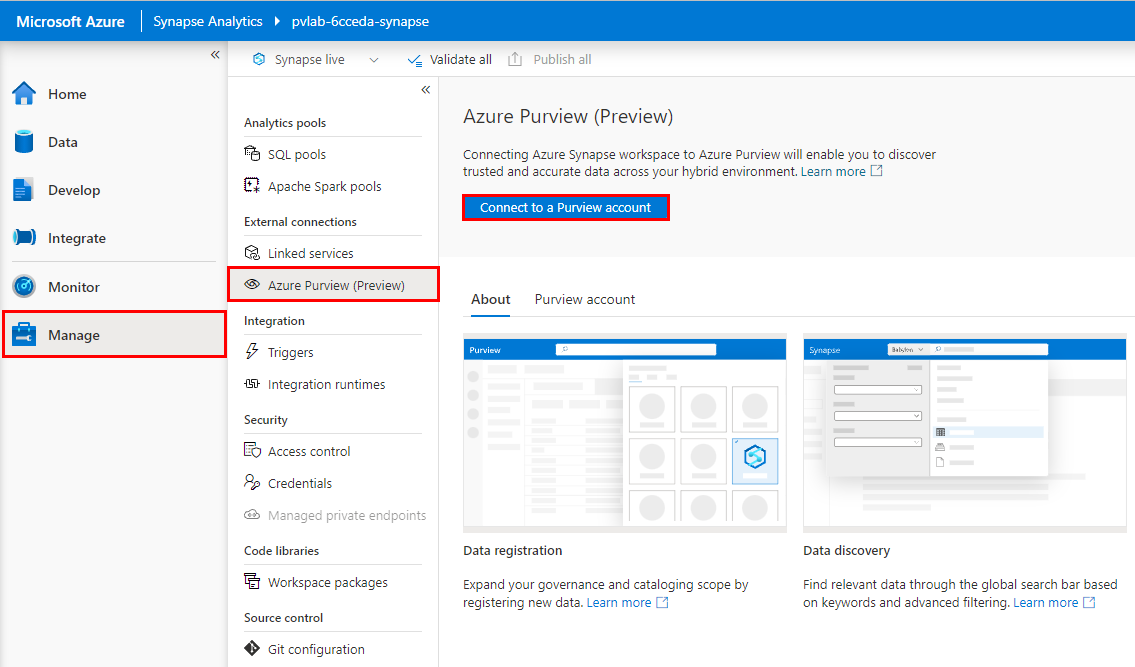 Microsoft Azure
Synapse Analytics
pvlab-6cceda-synapse
Home
Data
Develop
Integrate
Monitor
Manage
Synapse live
Validate all
Publish all
Analytics pools
SQL pools
Apache Spark pools
External connections
Linked services
Azure Purview (Preview)
Integration
Triggers
Integration runtimes
Security
Access control
Credentials
Managed private endpoints
Code libraries
Workspace packages
Source control
Git configuration
Azure Purview (Preview)
Connecting Azure Synapse workspace to Azure Purview will enable you to discover
trusted and accurate data across your hybrid environment. Learn more
Connect to a Purview account
About
Purview account
Purview
Synapse
Babylon
Data registration
Expand your governance and cataloging scope by
registering new data. Learn more
Data discovery
Find relevant data through the global search bar based
on keywords and advanced filtering. Learn more